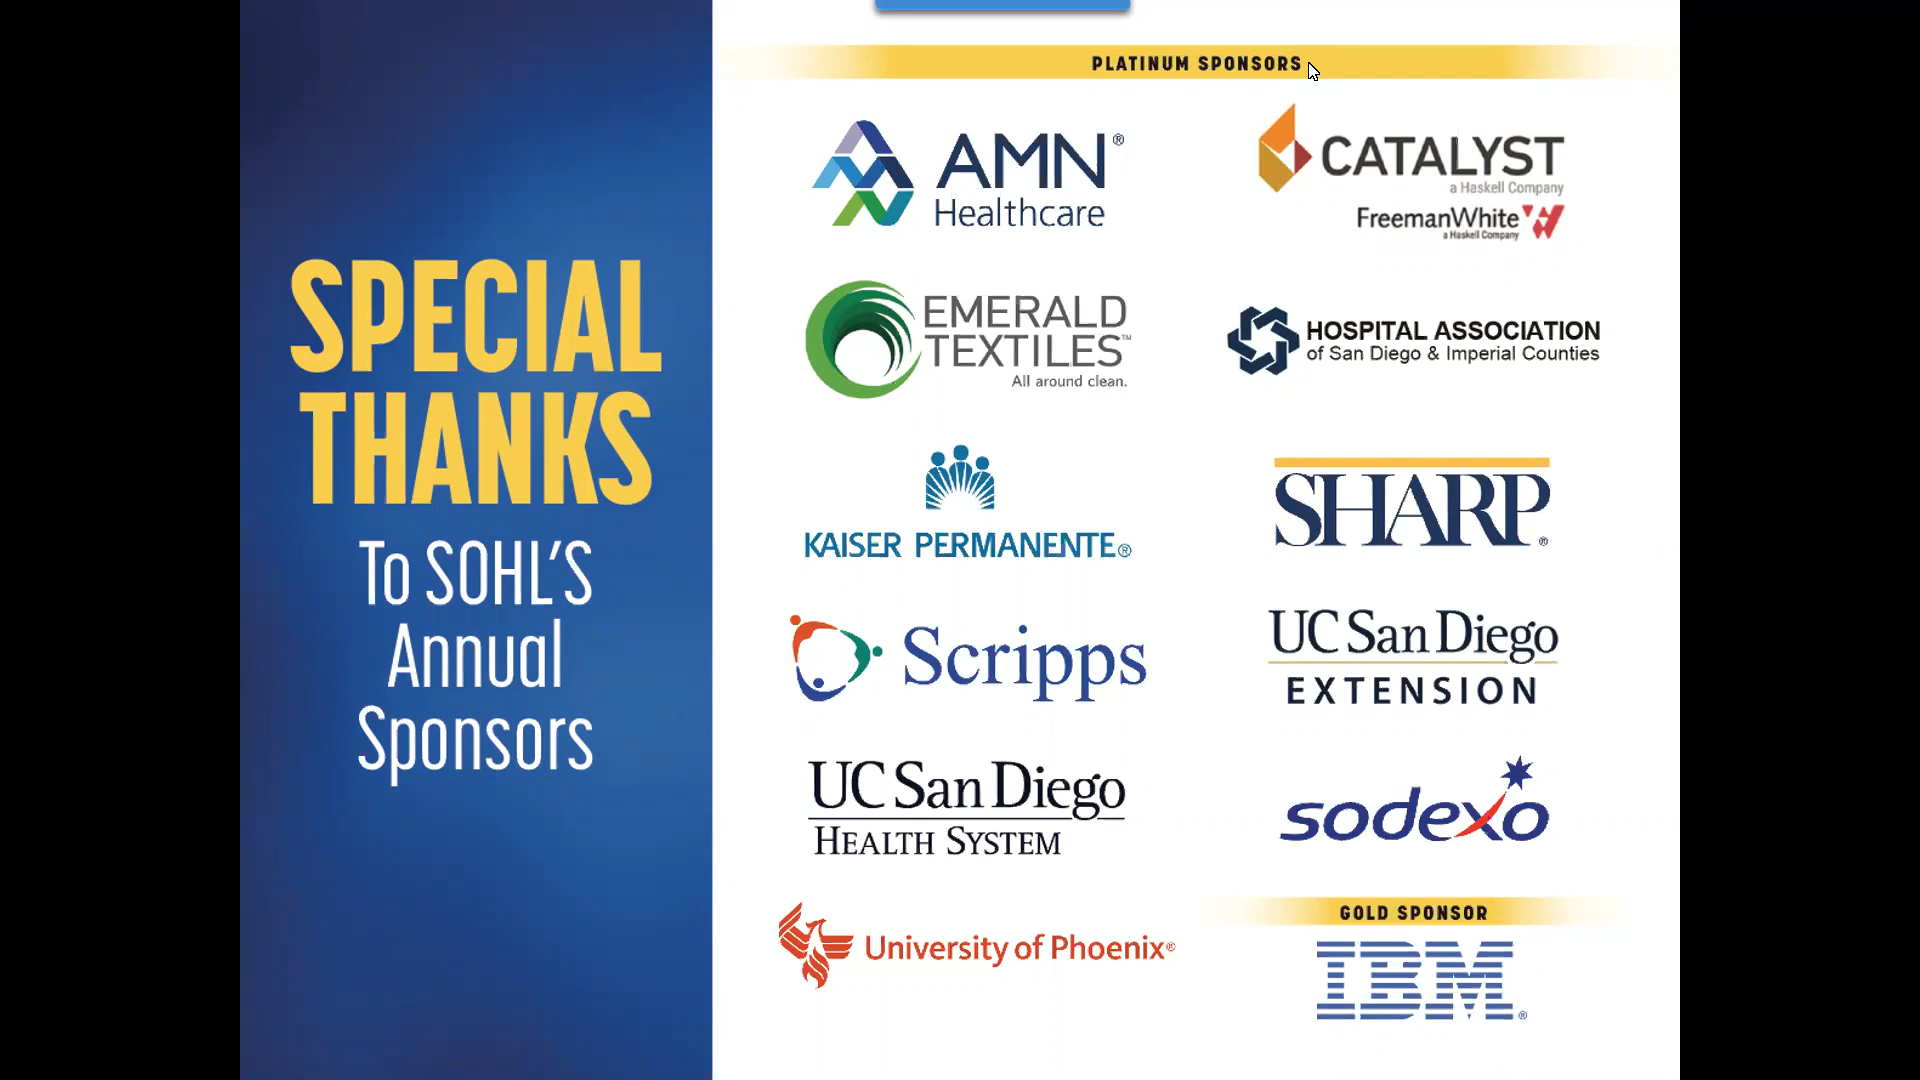 SPECIAL
THANKS
To SOHL'S
Annual
Sponsors
PLATINUM SPONSORS
AMN®
Healthcare
CATALYST
a Haskell Company
FreemanWhite
a Haskell Company
EMERALD
TEXTILES™
All around clean.
HOSPITAL ASSOCIATION
of San Diego & Imperial Counties
KAISER PERMANENTE®
SHARP®
Scripps
UC San Diego
EXTENSION
UC San Diego
HEALTH SYSTEM
sodexo
University of Phoenix®
GOLD SPONSOR
IBM®